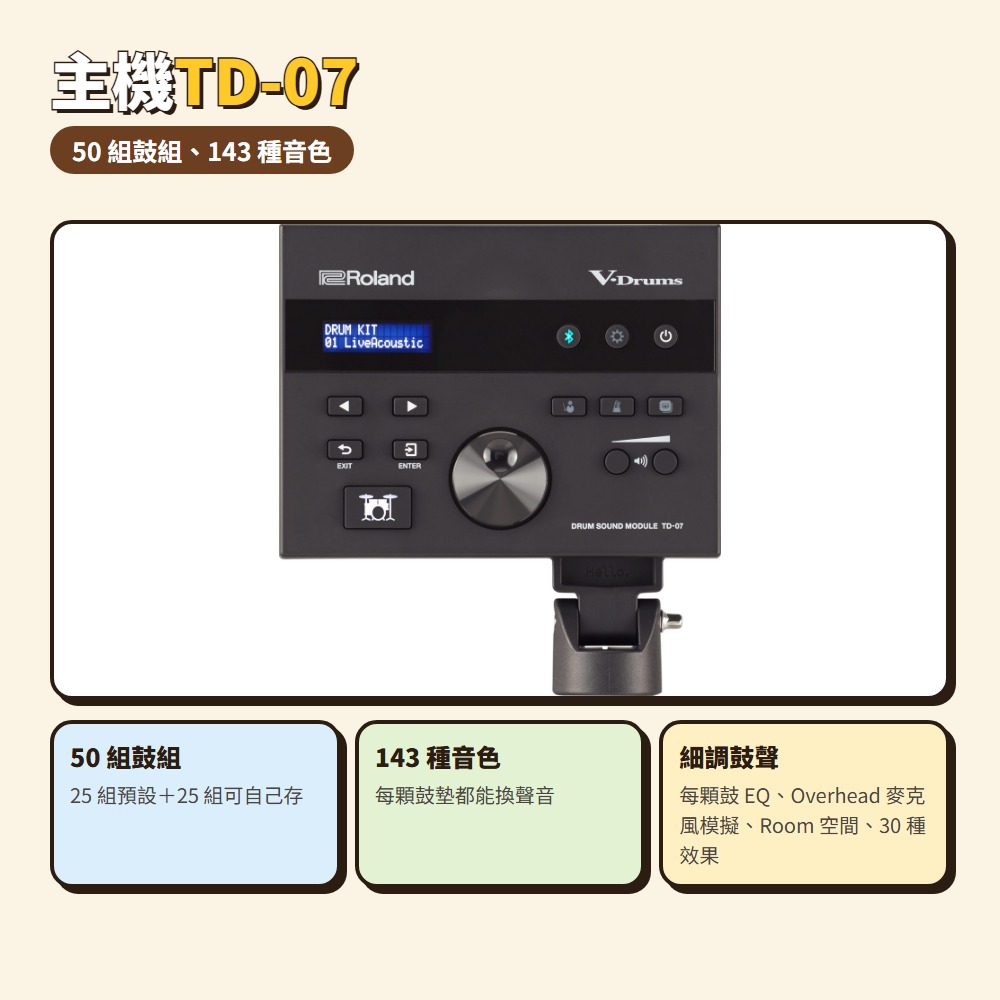 主機TD-07
50 組鼓組、143 種音色
Roland
V-Drums
DRUM KIT
01 LiveAcoustic
EXIT
ENTER
DRUM SOUND MODULE TD-07
Hello.
50 組鼓組
25 組預設＋25 組可自己存
143 種音色
每顆鼓墊都能換聲音
細調鼓聲
每顆鼓 EQ、Overhead 麥克
風模擬、Room 空間、30 種
效果